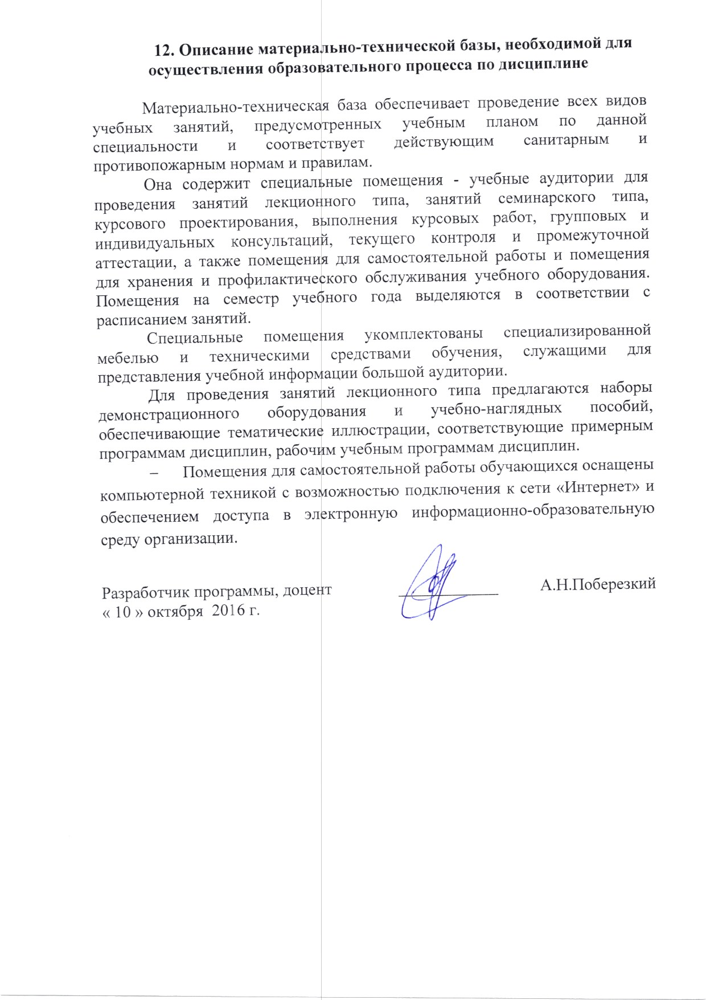 12. Описание материально-технической базы, необходимой для
осуществления образовательного процесса по дисциплине
Материально-техническая база обеспечивает проведение всех видов
учебных занятий, предусмотренных учебным планом по данной
специальности и соответствует действующим санитарным и
противопожарным нормам и правилам.
Она содержит специальные помещения - учебные аудитории для
проведения занятий лекционного типа, занятий семинарского типа,
курсового проектирования, выполнения курсовых работ, групповых и
индивидуальных консультаций, текущего контроля и промежуточной
аттестации, а также помещения для самостоятельной работы и помещения
для хранения и профилактического обслуживания учебного оборудования.
Помещения на семестр учебного года выделяются в соответствии с
расписанием занятий.
Специальные помещения укомплектованы специализированной
мебелью и техническими средствами обучения, служащими для
представления учебной информации большой аудитории.
Для проведения занятий лекционного типа предлагаются наборы
демонстрационного оборудования и учебно-наглядных пособий,
обеспечивающие тематические иллюстрации, соответствующие примерным
программам дисциплин, рабочим учебным программам дисциплин.
– Помещения для самостоятельной работы обучающихся оснащены
компьютерной техникой с возможностью подключения к сети «Интернет» и
обеспечением доступа в электронную информационно-образовательную
среду организации.
Разработчик программы, доцент А.Н.Поберезкий
« 10 » октября 2016 г.